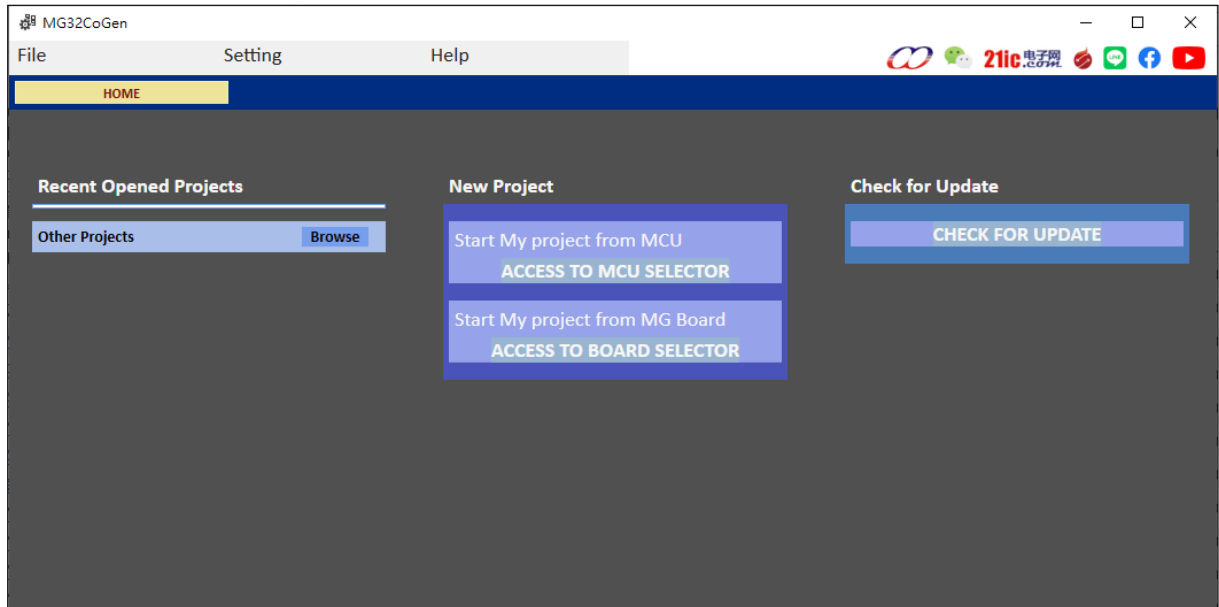 MG32CoGen
File Setting Help
21ic电子网
.COM
LINE
HOME
Recent Opened Projects
Other Projects Browse
New Project
Start My project from MCU
ACCESS TO MCU SELECTOR
Start My project from MG Board
ACCESS TO BOARD SELECTOR
Check for Update
CHECK FOR UPDATE